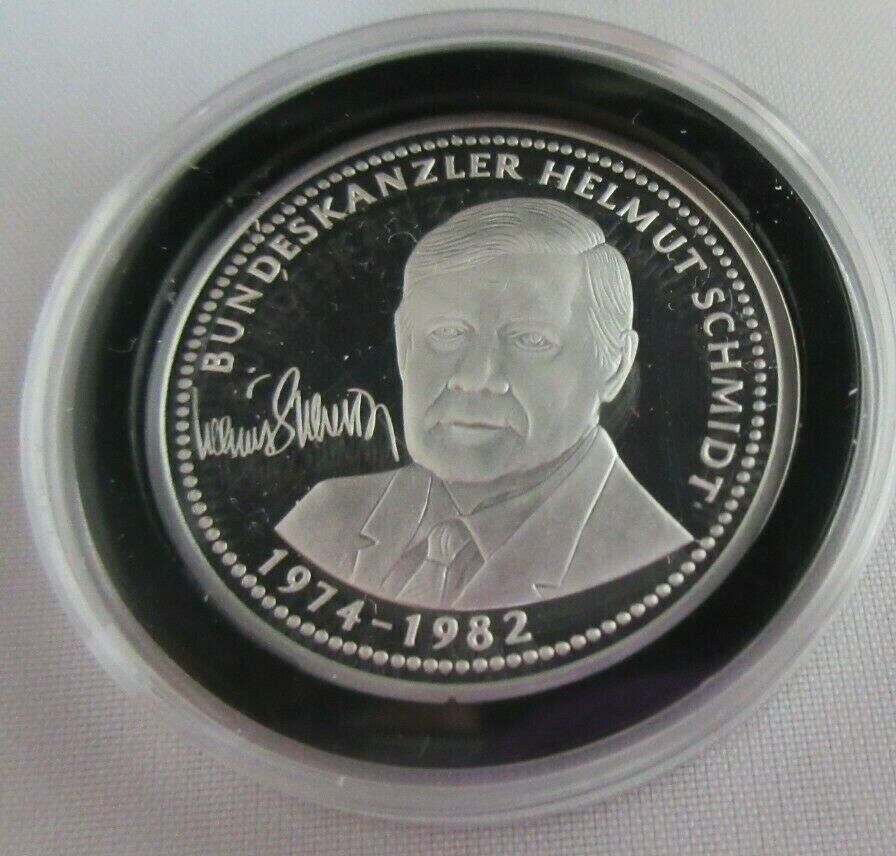 BUNDESKANZLER HELMUT SCHMIDT
1974-1982